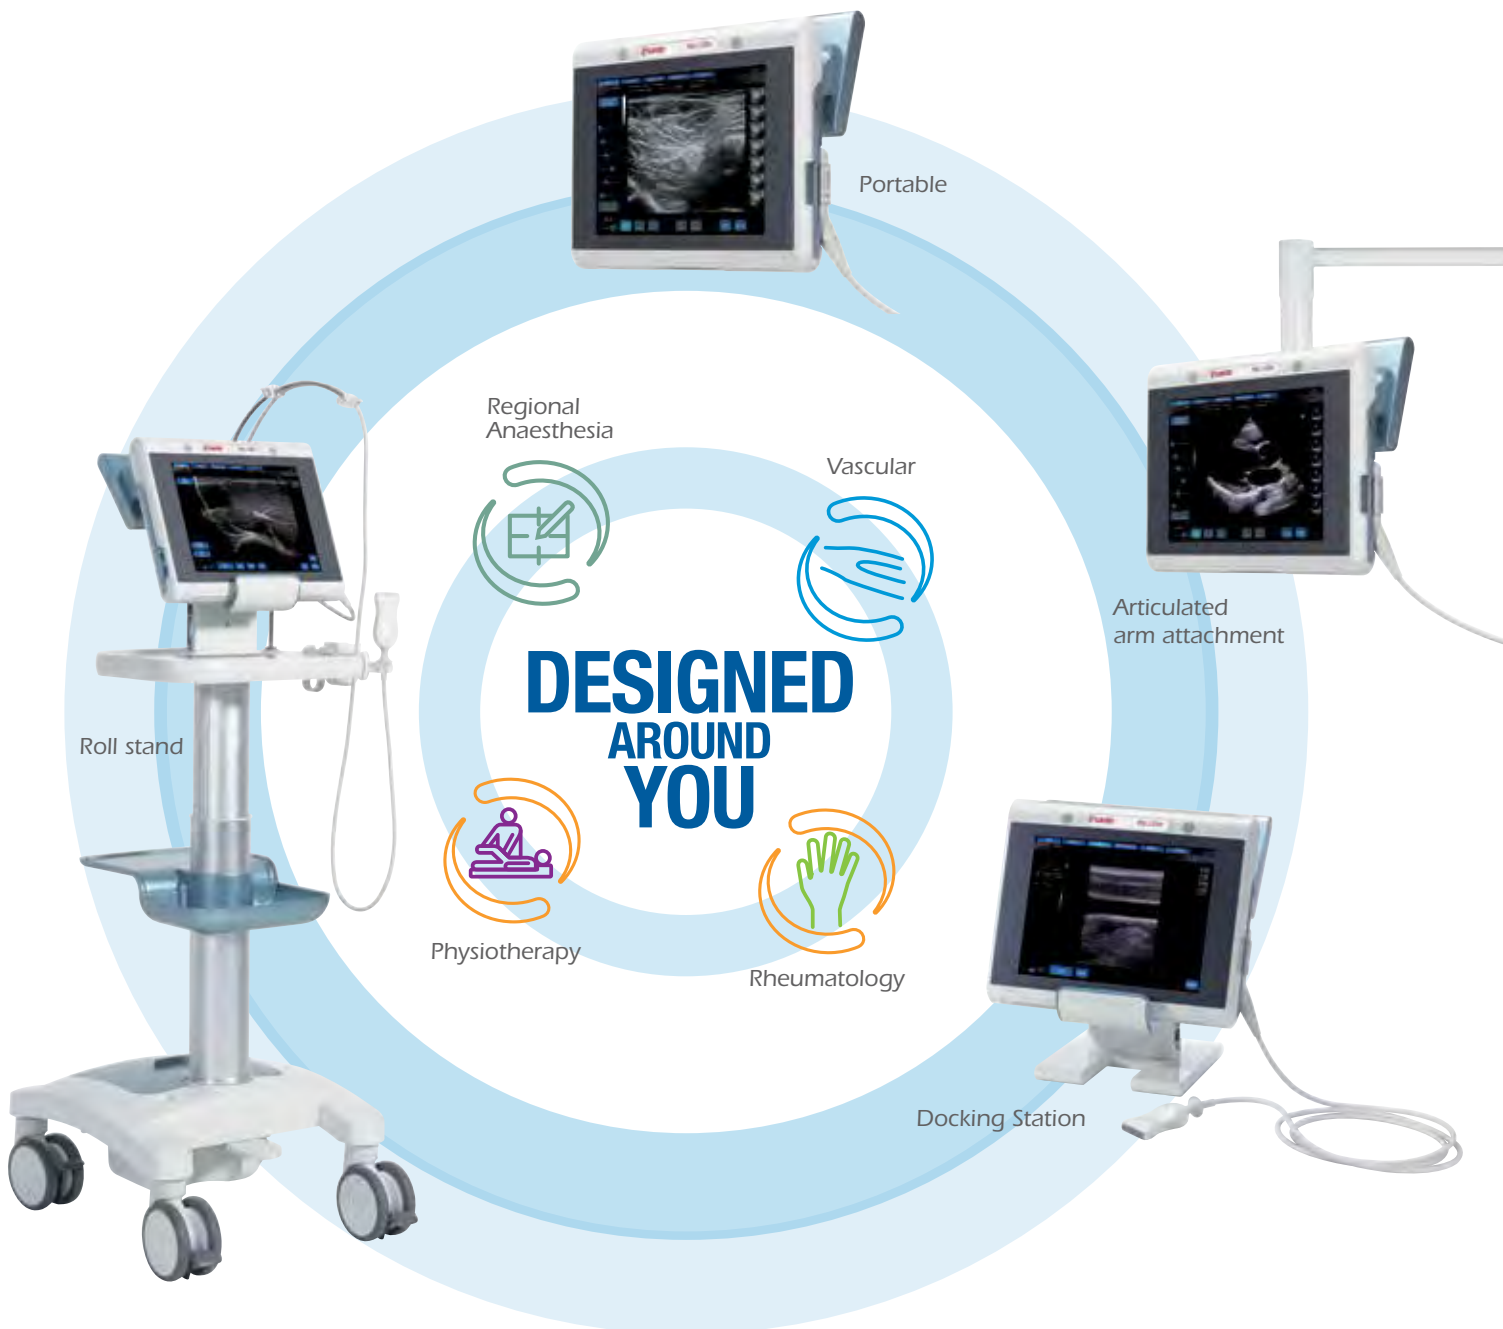 Portable
Regional
Anaesthesia
Vascular
Articulated
arm attachment
DESIGNED
AROUND
YOU
Roll stand
Physiotherapy
Rheumatology
Docking Station